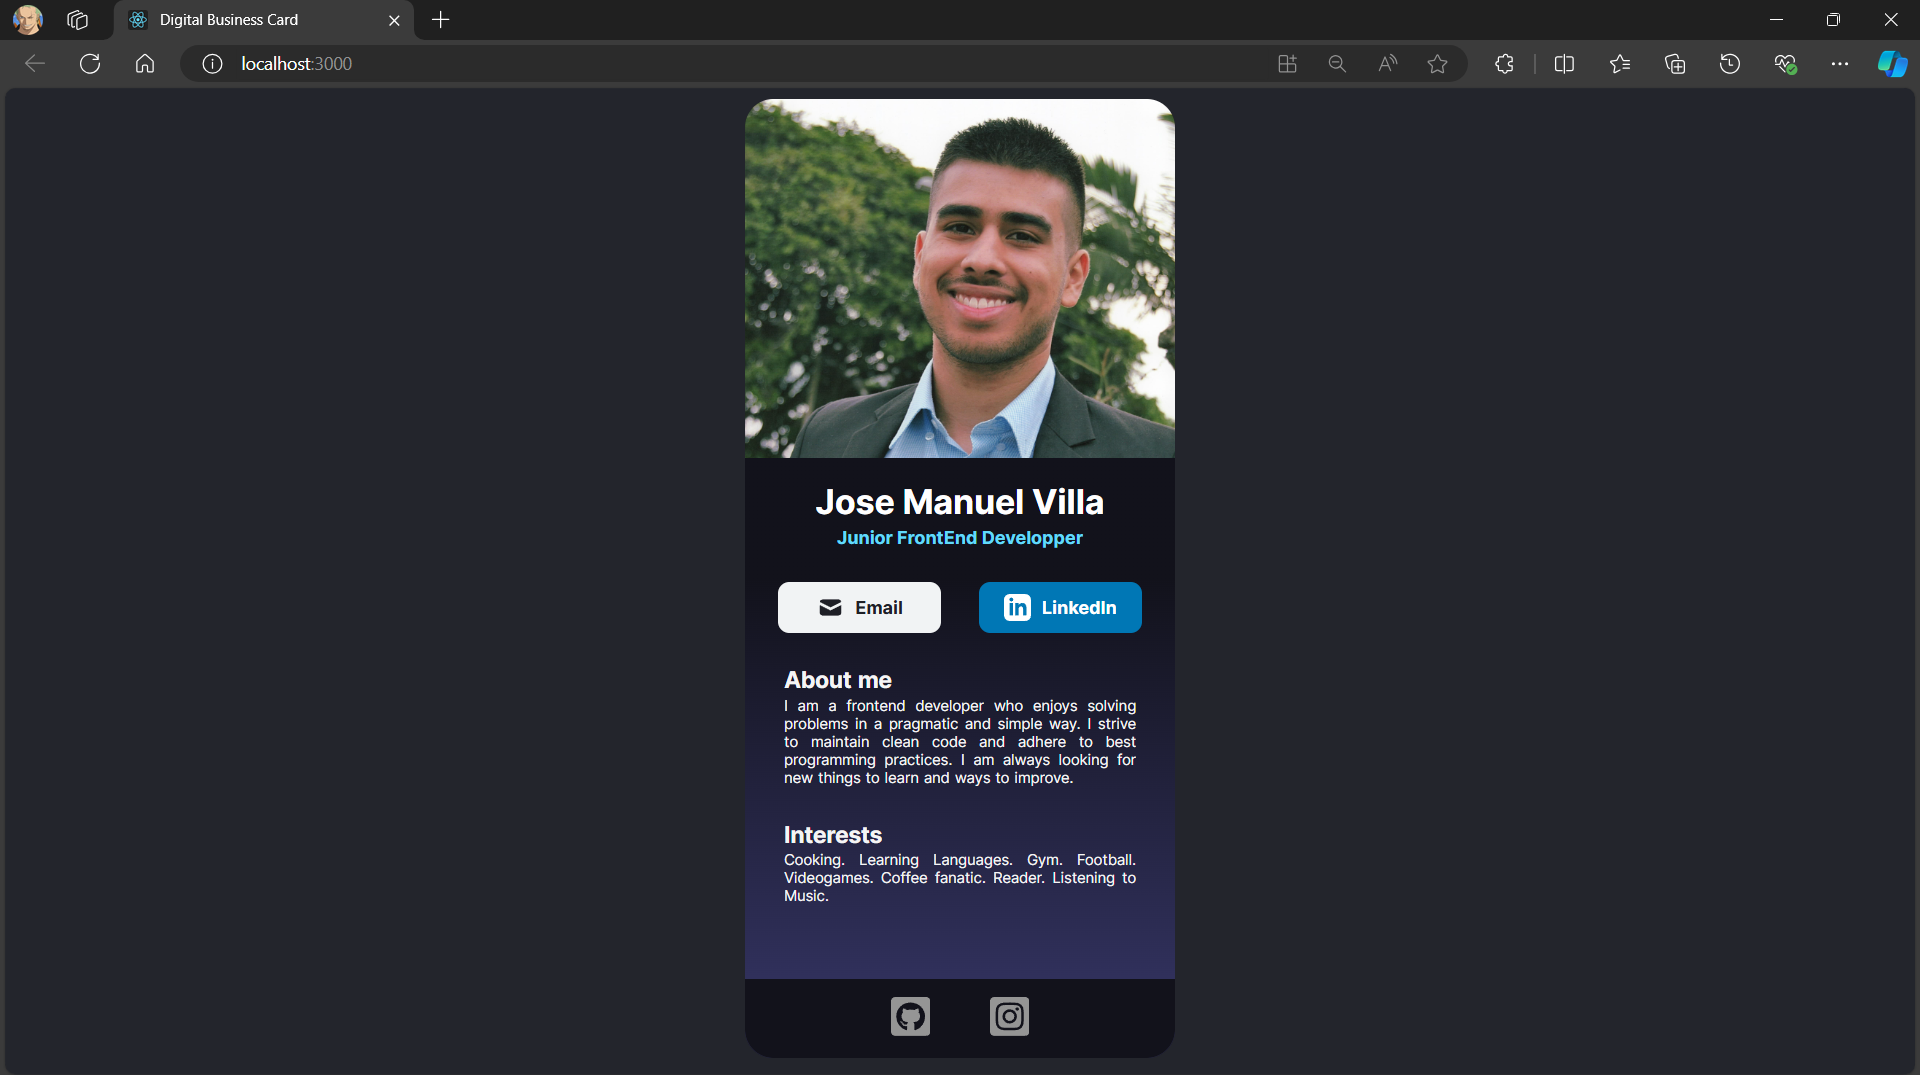 Digital Business Card
localhost:3000
Jose Manuel Villa
Junior FrontEnd Developper
Email
in LinkedIn
About me
I am a frontend developer who enjoys solving
problems in a pragmatic and simple way. I strive
to maintain clean code and adhere to best
programming practices. I am always looking for
new things to learn and ways to improve.
Interests
Cooking. Learning Languages. Gym. Football.
Videogames. Coffee fanatic. Reader. Listening to
Music.